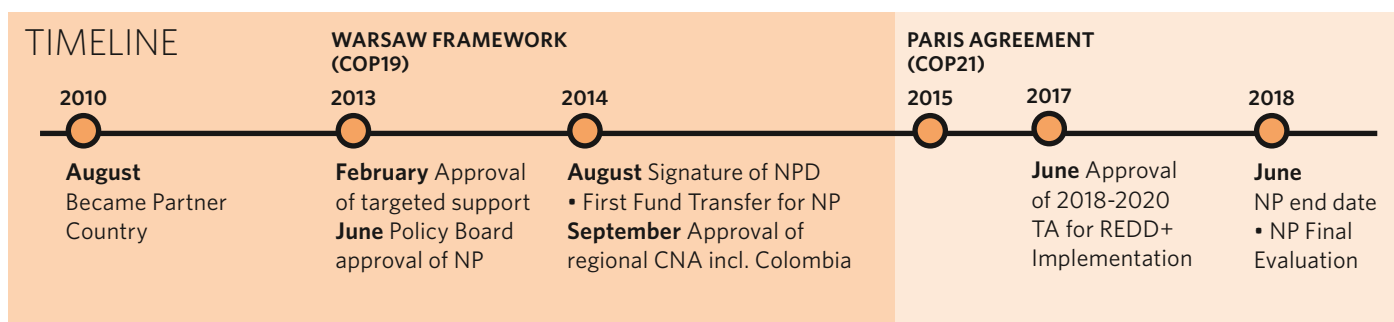 TIMELINE
WARSAW FRAMEWORK
(COP19)
PARIS AGREEMENT
(COP21)
2010
August
Became Partner
Country
2013
February Approval
of targeted support
June Policy Board
approval of NP
2014
August Signature of NPD
• First Fund Transfer for NP
September Approval of
regional CNA incl. Colombia
2015
2017
June Approval
of 2018-2020
TA for REDD+
Implementation
2018
June
NP end date
• NP Final
Evaluation